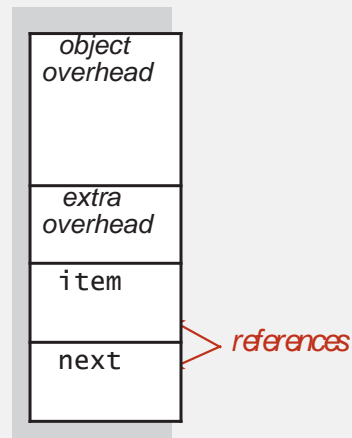 object
overhead
extra
overhead
item
references
next